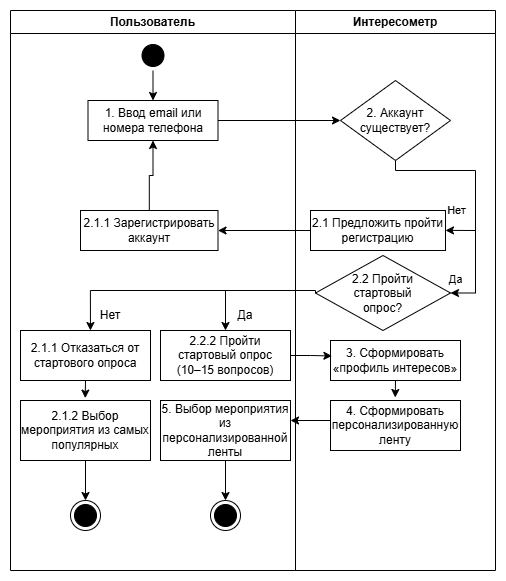 Пользователь
Интересометр
1. Ввод email или
номера телефона
2. Аккаунт
существует?
Нет
2.1.1 Зарегистрировать
аккаунт
2.1 Предложить пройти
регистрацию
Да
2.2 Пройти
стартовый
опрос?
Нет
Да
2.1.1 Отказаться от
стартового опроса
2.2.2 Пройти
стартовый опрос
(10–15 вопросов)
3. Сформировать
«профиль интересов»
2.1.2 Выбор
мероприятия из самых
популярных
5. Выбор мероприятия
из
персонализированной
ленты
4. Сформировать
персонализированную
ленту